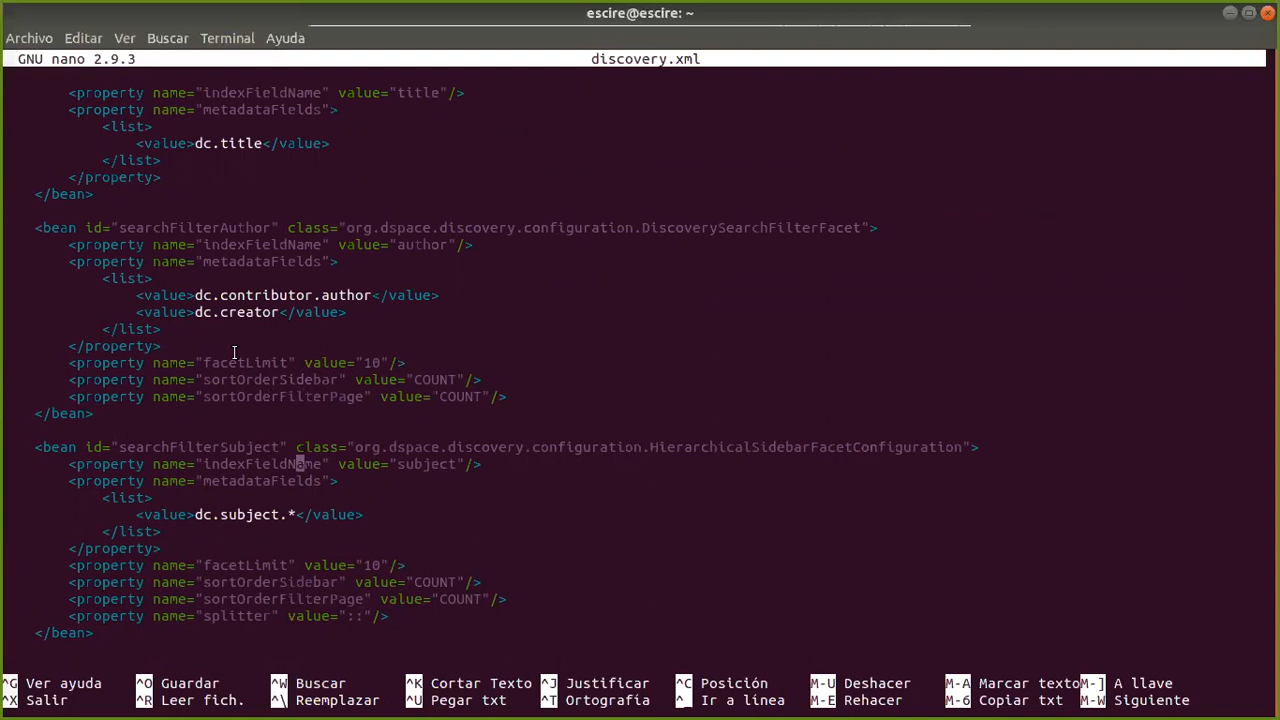 escire@escire: ~
Archivo Editar Ver Buscar Terminal Ayuda
GNU nano 2.9.3 discovery.xml
<property name="indexFieldName" value="title"/>
<property name="metadataFields">
<list>
<value>dc.title</value>
</list>
</property>
</bean>
<bean id="searchFilterAuthor" class="org.dspace.discovery.configuration.DiscoverySearchFilterFacet">
<property name="indexFieldName" value="author"/>
<property name="metadataFields">
<list>
<value>dc.contributor.author</value>
<value>dc.creator</value>
</list>
</property>
<property name="facetLimit" value="10"/>
<property name="sortOrderSidebar" value="COUNT"/>
<property name="sortOrderFilterPage" value="COUNT"/>
</bean>
<bean id="searchFilterSubject" class="org.dspace.discovery.configuration.HierarchicalSidebarFacetConfiguration">
<property name="indexFieldName" value="subject"/>
<property name="metadataFields">
<list>
<value>dc.subject.*</value>
</list>
</property>
<property name="facetLimit" value="10"/>
<property name="sortOrderSidebar" value="COUNT"/>
<property name="sortOrderFilterPage" value="COUNT"/>
<property name="splitter" value="::"/>
</bean>
^G Ver ayuda ^O Guardar ^W Buscar ^K Cortar Texto ^J Justificar ^C Posición M-U Deshacer M-A Marcar texto M-] A llave
^X Salir ^R Leer fich. ^\ Reemplazar ^U Pegar txt ^T Ortografía ^_ Ir a línea M-E Rehacer M-6 Copiar txt M-W Siguiente